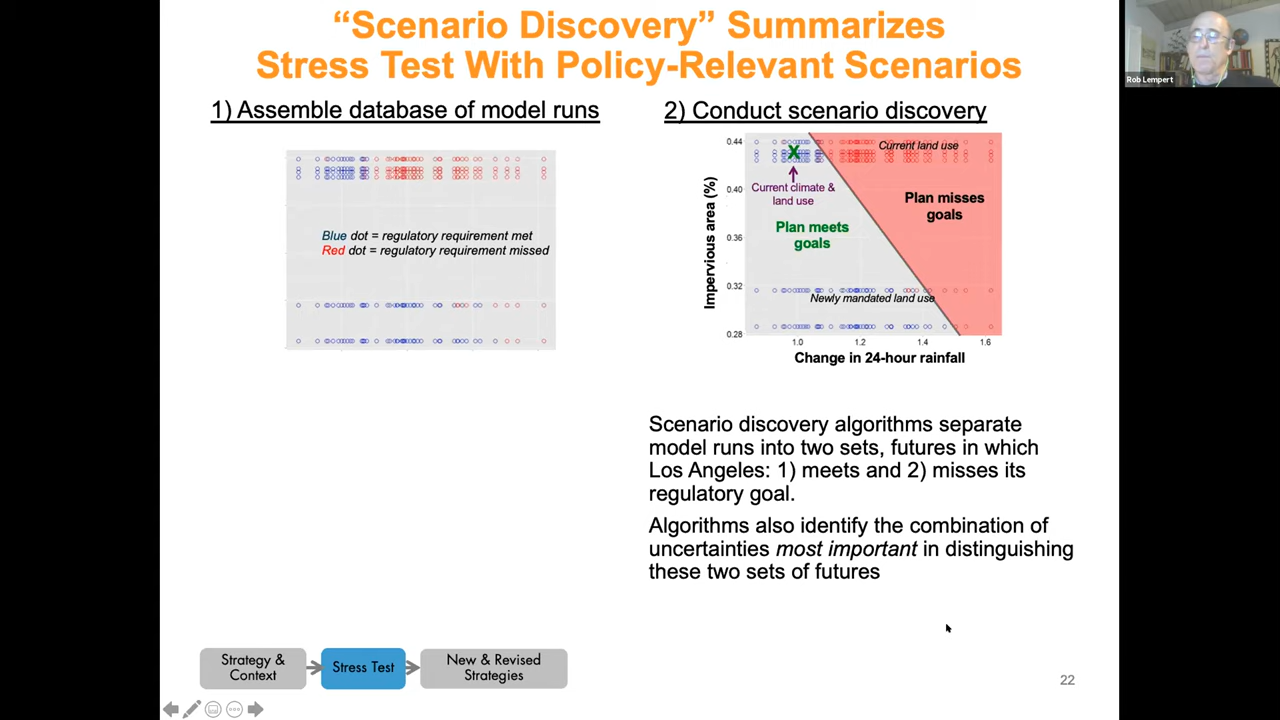 “Scenario Discovery” Summarizes
Stress Test With Policy-Relevant Scenarios
Rob Lempert
1) Assemble database of model runs
Blue dot = regulatory requirement met
Red dot = regulatory requirement missed
2) Conduct scenario discovery
Impervious area (%)
0.44
0.40
0.36
0.32
0.28
X
Current land use
Current climate &
land use
Plan misses
goals
Plan meets
goals
Newly mandated land use
1.0
1.2
1.4
1.6
Change in 24-hour rainfall
Scenario discovery algorithms separate
model runs into two sets, futures in which
Los Angeles: 1) meets and 2) misses its
regulatory goal.
Algorithms also identify the combination of
uncertainties most important in distinguishing
these two sets of futures
Strategy &
Context
Stress Test
New & Revised
Strategies
22